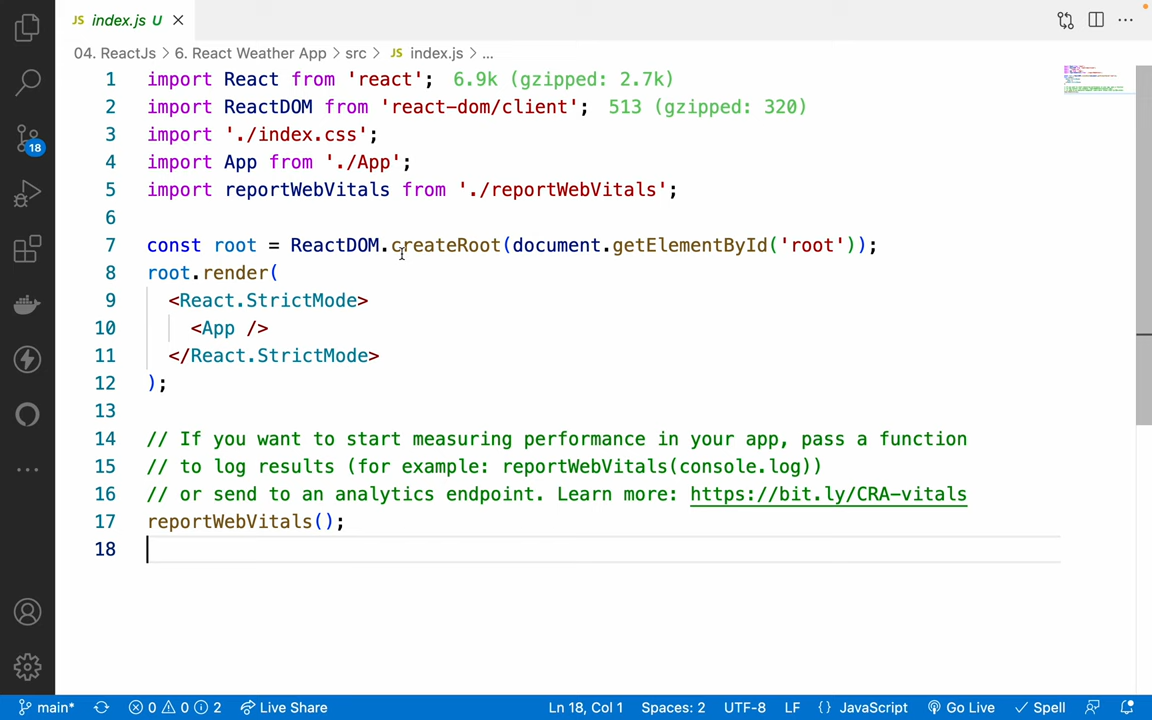 JS index.js U
04. ReactJs > 6. React Weather App > src > JS index.js > ...
1 import React from 'react'; 6.9k (gzipped: 2.7k)
2 import ReactDOM from 'react-dom/client'; 513 (gzipped: 320)
3 import './index.css';
4 import App from './App';
5 import reportWebVitals from './reportWebVitals';
6
7 const root = ReactDOM.createRoot(document.getElementById('root'));
8 root.render(
9 <React.StrictMode>
10 <App />
11 </React.StrictMode>
12 );
13
14 // If you want to start measuring performance in your app, pass a function
15 // to log results (for example: reportWebVitals(console.log))
16 // or send to an analytics endpoint. Learn more: https://bit.ly/CRA-vitals
17 reportWebVitals();
18
18
main* 0 0 2 Live Share Ln 18, Col 1 Spaces: 2 UTF-8 LF {} JavaScript Go Live Spell